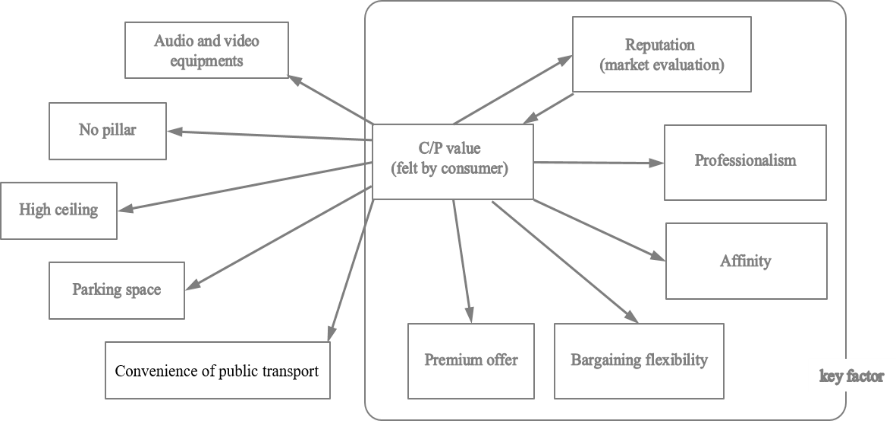 Audio and video
equipments
Reputation
(market evaluation)
No pillar
C/P value
(felt by consumer)
Professionalism
High ceiling
Affinity
Parking space
Convenience of public transport
Premium offer
Bargaining flexibility
key factor